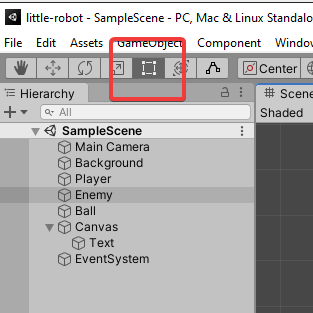 little-robot - SampleScene - PC, Mac & Linux Standalo
File Edit Assets GameObject Component Window
Center
Hierarchy
Scene
All
Shaded
SampleScene
Main Camera
Background
Player
Enemy
Ball
Canvas
Text
EventSystem